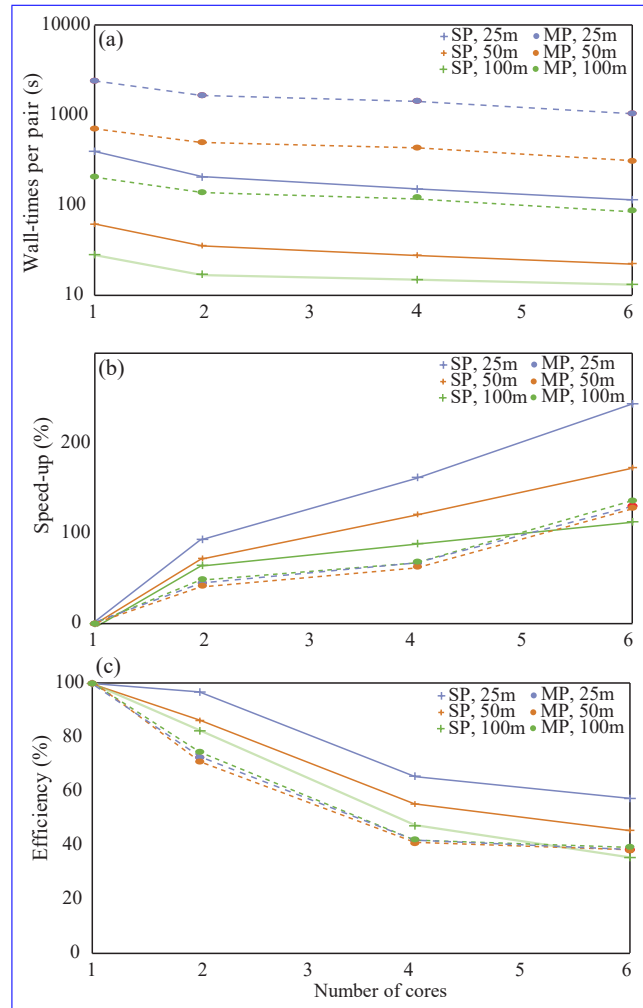 10000
(a)
SP, 25m MP, 25m
SP, 50m MP, 50m
SP, 100m MP, 100m
1000
100
10
Wall-times per pair (s)
1 2 3 4 5 6
(b)
SP, 25m MP, 25m
SP, 50m MP, 50m
SP, 100m MP, 100m
200
100
0
Speed-up (%)
1 2 3 4 5 6
(c)
100
SP, 25m MP, 25m
SP, 50m MP, 50m
SP, 100m MP, 100m
80
60
40
20
0
Efficiency (%)
1 2 3 4 5 6
Number of cores